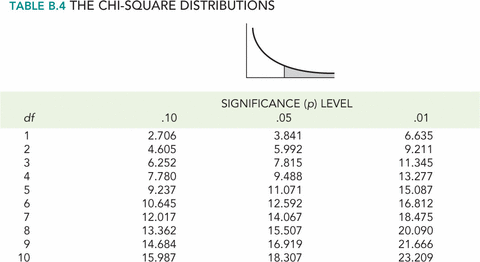 TABLE B.4 THE CHI-SQUARE DISTRIBUTIONS
SIGNIFICANCE (p) LEVEL
df .10 .05 .01
1 2.706 3.841 6.635
2 4.605 5.992 9.211
3 6.252 7.815 11.345
4 7.780 9.488 13.277
5 9.237 11.071 15.087
6 10.645 12.592 16.812
7 12.017 14.067 18.475
8 13.362 15.507 20.090
9 14.684 16.919 21.666
10 15.987 18.307 23.209